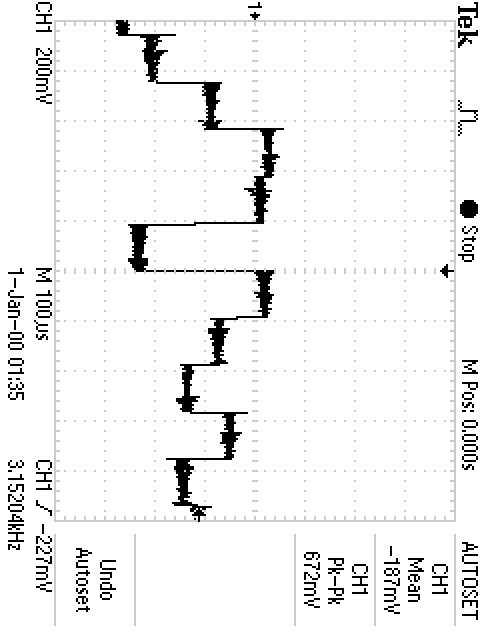 Tek
Stop
M Pos: 0.000s
AUTOSET
CH1
Mean
-187mV
CH1
Pk-Pk
672mV
Undo
Autoset
1
CH1 200mV
M 100µs
CH1 / -227mV
1-Jan-00 01:35
3.15204kHz